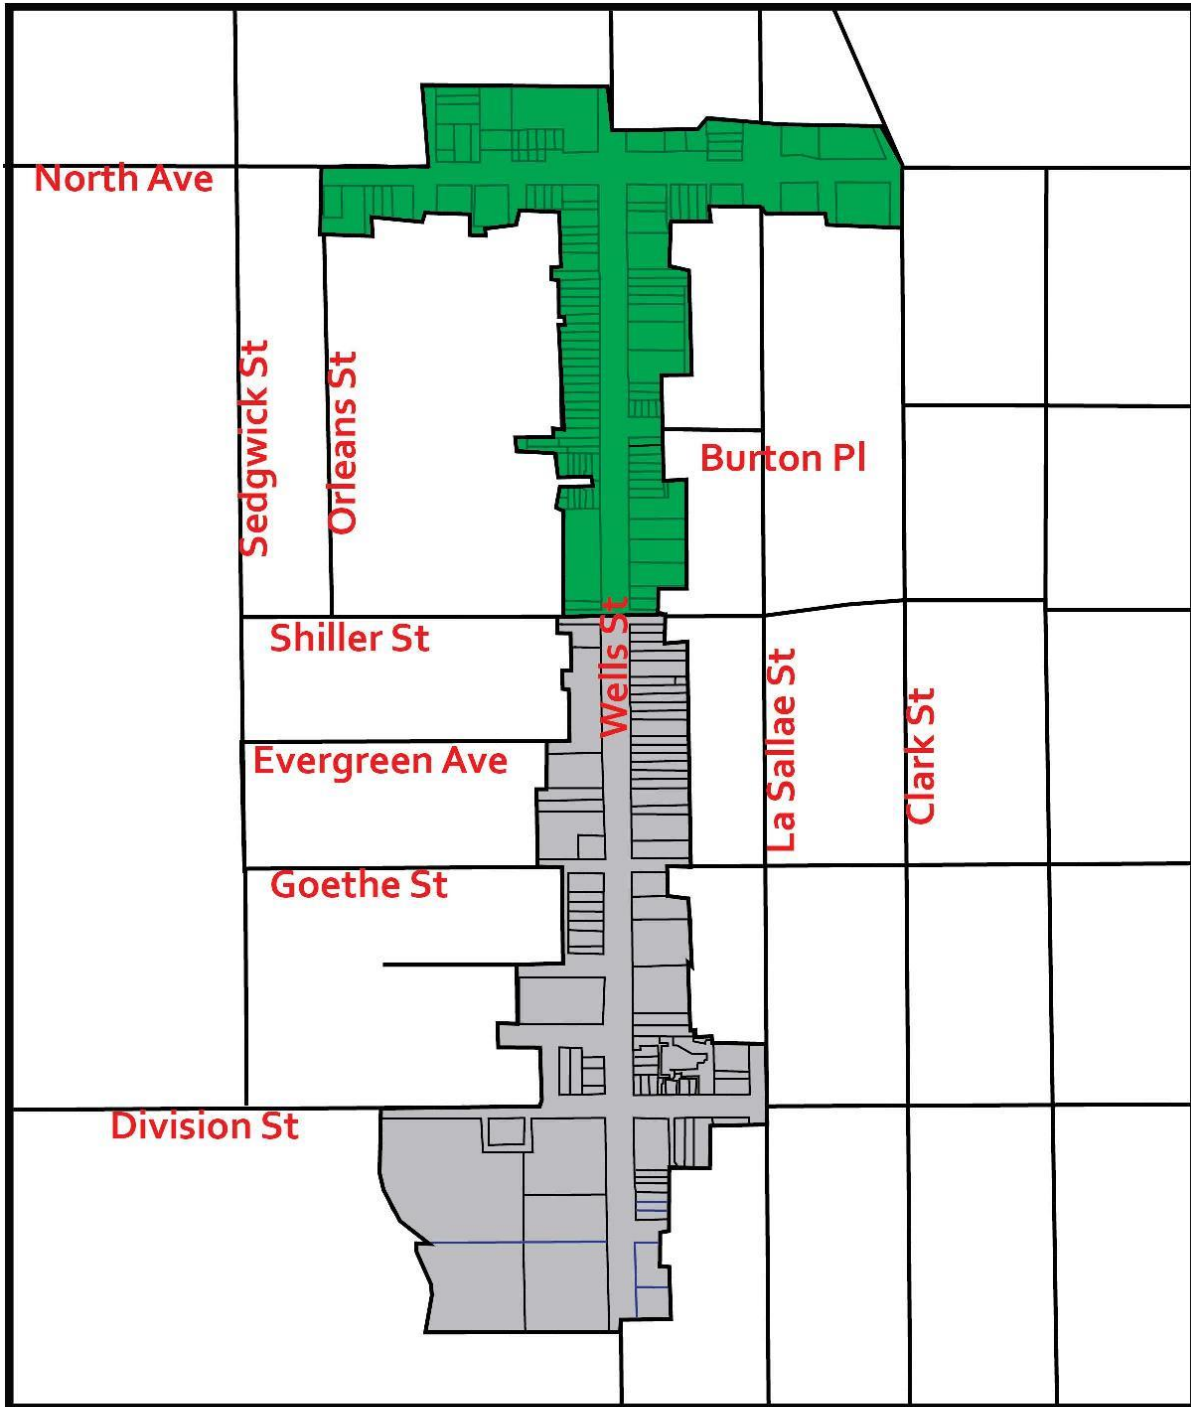 North Ave
Sedgwick St
Orleans St
Burton Pl
Shiller St
Wells St
La Sallae St
Clark St
Evergreen Ave
Goethe St
Division St